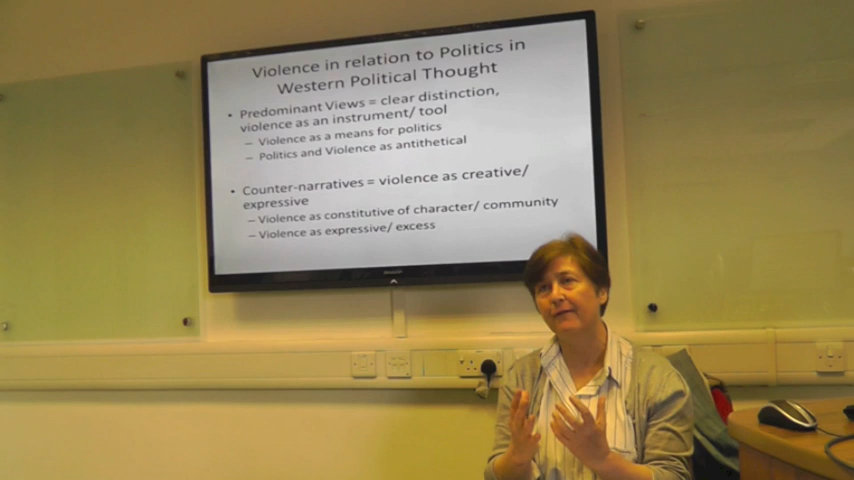 Violence in relation to Politics in
Western Political Thought
• Predominant Views = clear distinction,
violence as an instrument/ tool
– Violence as a means for politics
– Politics and Violence as antithetical
• Counter-narratives = violence as creative/
expressive
– Violence as constitutive of character/ community
– Violence as expressive/ excess